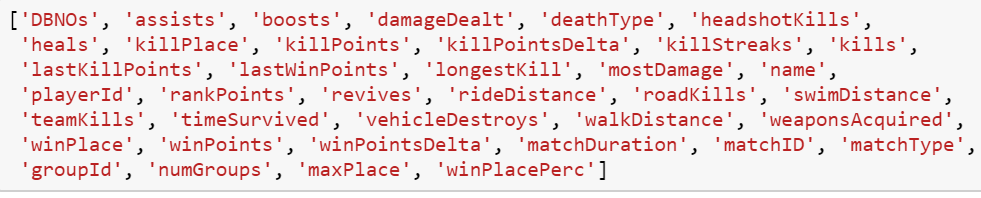 ['DBNOs', 'assists', 'boosts', 'damageDealt', 'deathType', 'headshotKills',
'heals', 'killPlace', 'killPoints', 'killPointsDelta', 'killStreaks', 'kills',
'lastKillPoints', 'lastWinPoints', 'longestKill', 'mostDamage', 'name',
'playerId', 'rankPoints', 'revives', 'rideDistance', 'roadKills', 'swimDistance',
'teamKills', 'timeSurvived', 'vehicleDestroys', 'walkDistance', 'weaponsAcquired',
'winPlace', 'winPoints', 'winPointsDelta', 'matchDuration', 'matchID', 'matchType',
'groupId', 'numGroups', 'maxPlace', 'winPlacePerc']